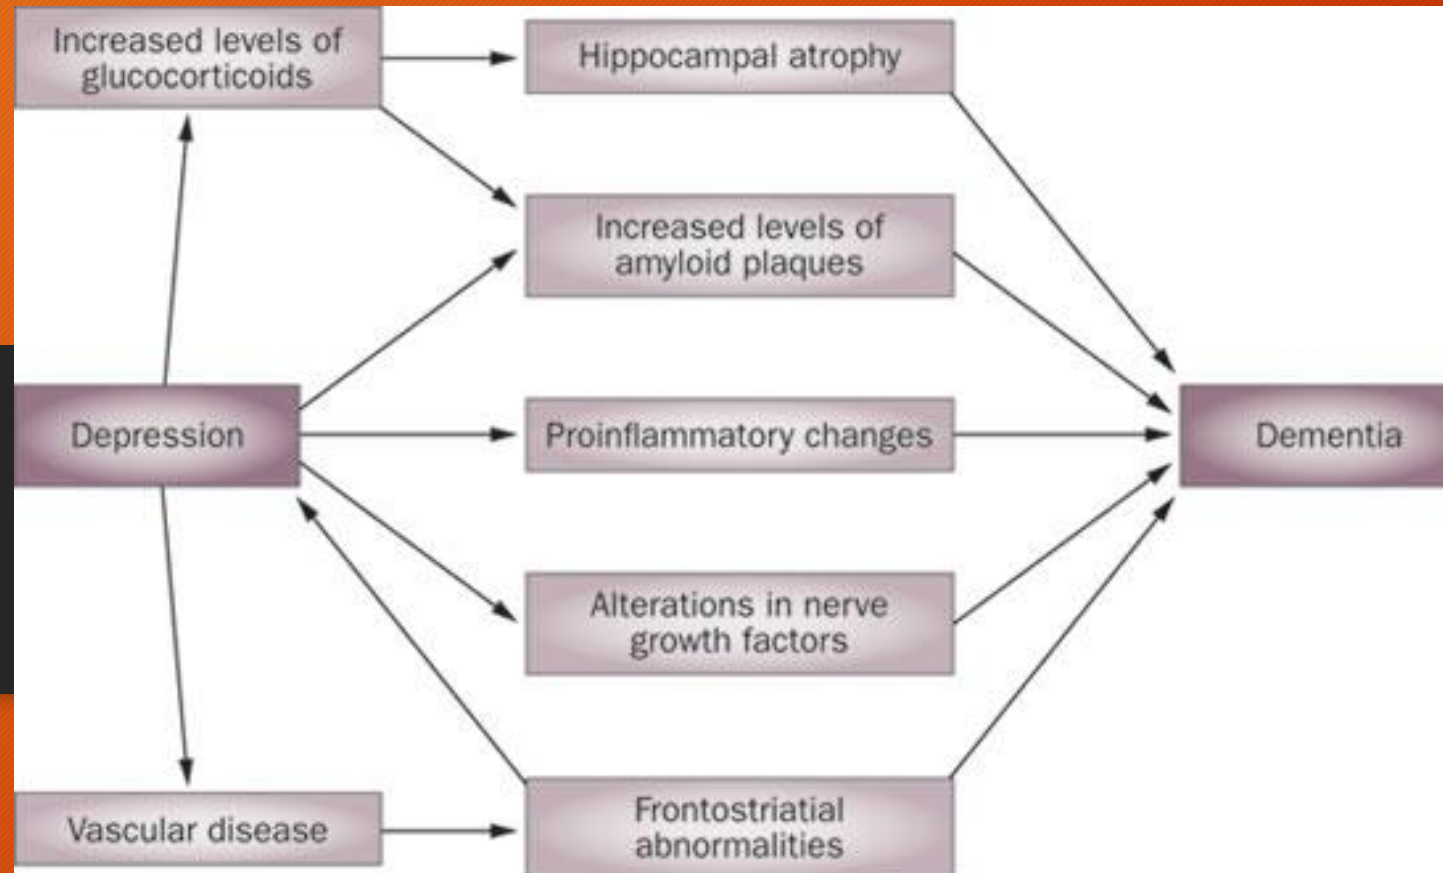 Increased levels of
glucocorticoids
Hippocampal atrophy
Increased levels of
amyloid plaques
Depression
Proinflammatory changes
Dementia
Alterations in nerve
growth factors
Vascular disease
Frontostriatial
abnormalities